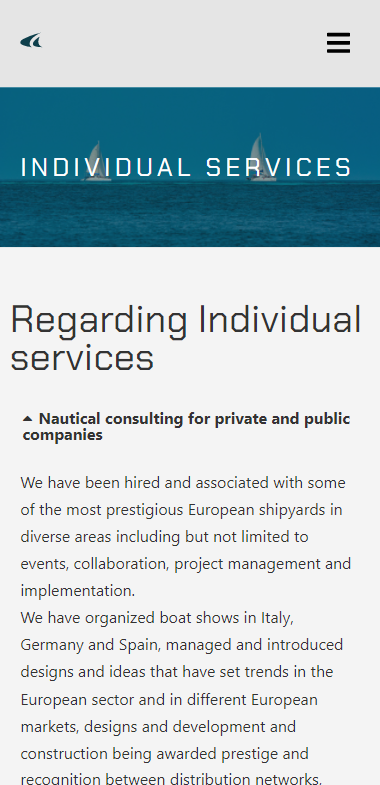 INDIVIDUAL SERVICES
Regarding Individual
services
Nautical consulting for private and public
companies
We have been hired and associated with some
of the most prestigious European shipyards in
diverse areas including but not limited to
events, collaboration, project management and
implementation.
We have organized boat shows in Italy,
Germany and Spain, managed and introduced
designs and ideas that have set trends in the
European sector and in different European
markets, designs and development and
construction being awarded prestige and
recognition between distribution networks,